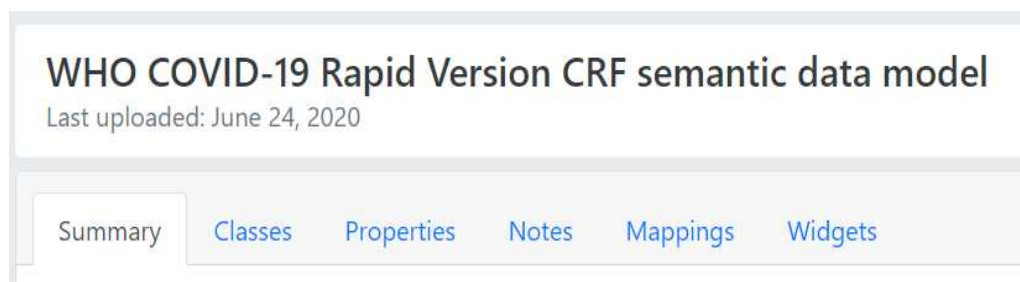 WHO COVID-19 Rapid Version CRF semantic data model
Last uploaded: June 24, 2020
Summary Classes Properties Notes Mappings Widgets